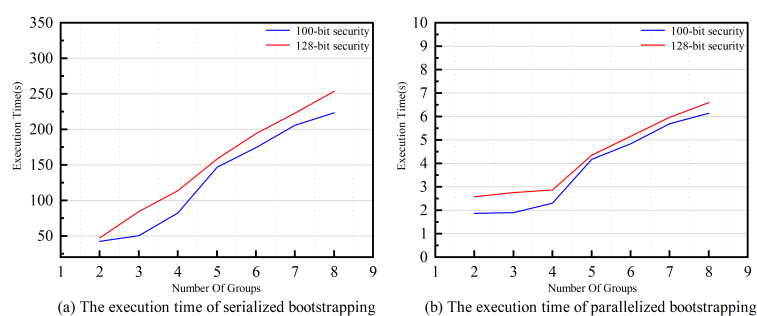 350
300
250
200
150
100
50
Execution Time(s)
100-bit security
128-bit security
1 2 3 4 5 6 7 8 9
Number Of Groups
(a) The execution time of serialized bootstrapping
10
9
8
7
6
5
4
3
2
1
0
Execution Time(s)
100-bit security
128-bit security
1 2 3 4 5 6 7 8 9
Number Of Groups
(b) The execution time of parallelized bootstrapping